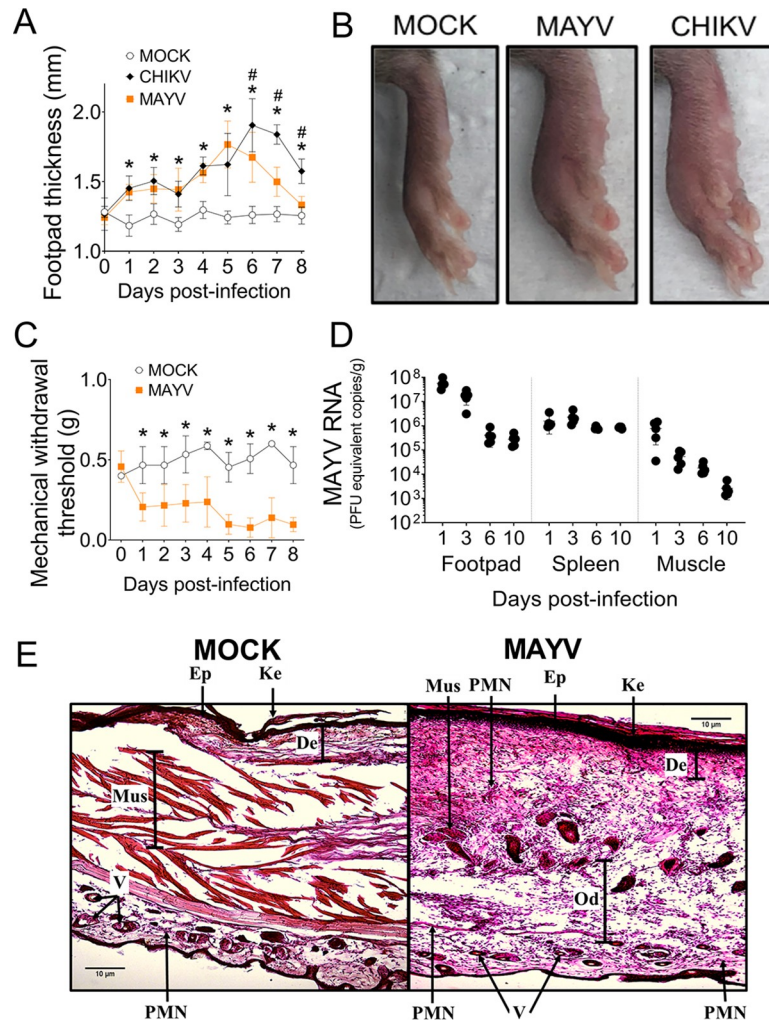 A
MOCK
CHIKV
MAYV
Footpad thickness (mm)
2.0
1.5
1.0
* * * * * # * # * # *
0 1 2 3 4 5 6 7 8
Days post-infection
B
MOCK MAYV CHIKV
C
MOCK
MAYV
Mechanical withdrawal
threshold (g)
1.0
0.5
0.0
* * * * * * * *
0 1 2 3 4 5 6 7 8
Days post-infection
D
MAYV RNA
(PFU equivalent copies/g)
10⁸
10⁷
10⁶
10⁵
10⁴
10³
10²
1 3 6 10 1 3 6 10 1 3 6 10
Footpad Spleen Muscle
Days post-infection
E
MOCK
Ep Ke
De
Mus
V
10 µm
PMN
MAYV
Mus PMN Ep Ke
10 µm
De
Od
PMN V PMN